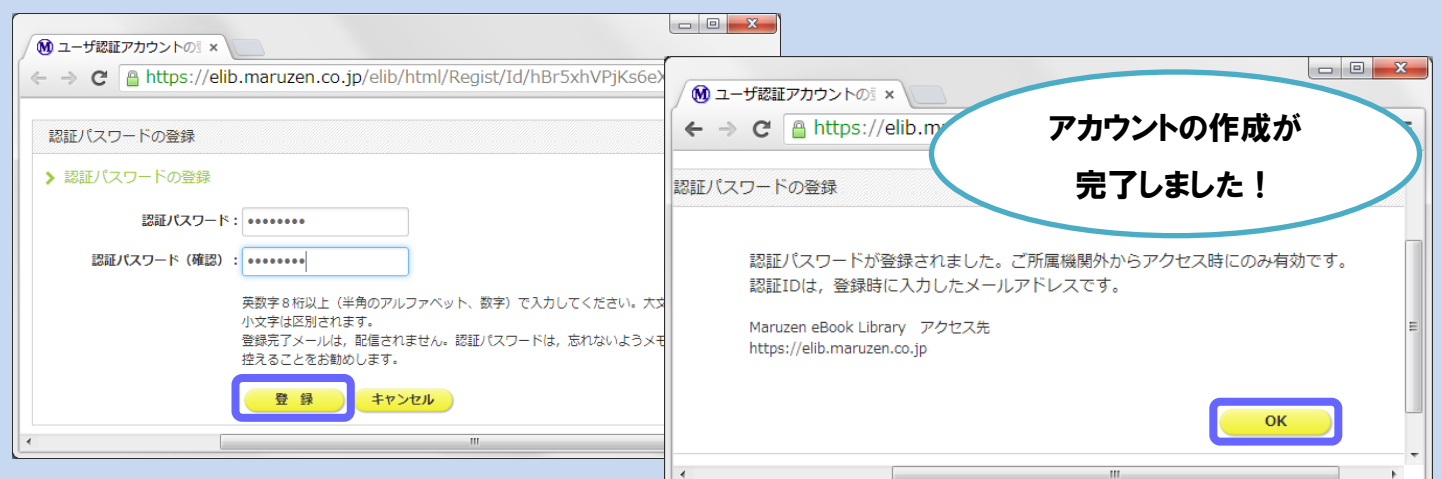 ユーザ認証アカウントの
https://elib.maruzen.co.jp/elib/html/Regist/Id/hBr5xhVPjKs6eX
認証パスワードの登録
認証パスワードの登録
認証パスワード：
認証パスワード（確認）：
英数字８桁以上（半角のアルファベット、数字）で入力してください。大文
小文字は区別されます。
登録完了メールは，配信されません。認証パスワードは，忘れないようメモ
控えることをお勧めします。
登 録
キャンセル
ユーザ認証アカウントの
https://elib.m
アカウントの作成が
完了しました！
認証パスワードの登録
認証パスワードが登録されました。ご所属機関外からアクセス時にのみ有効です。
認証IDは，登録時に入力したメールアドレスです。
Maruzen eBook Library　アクセス先
https://elib.maruzen.co.jp
OK